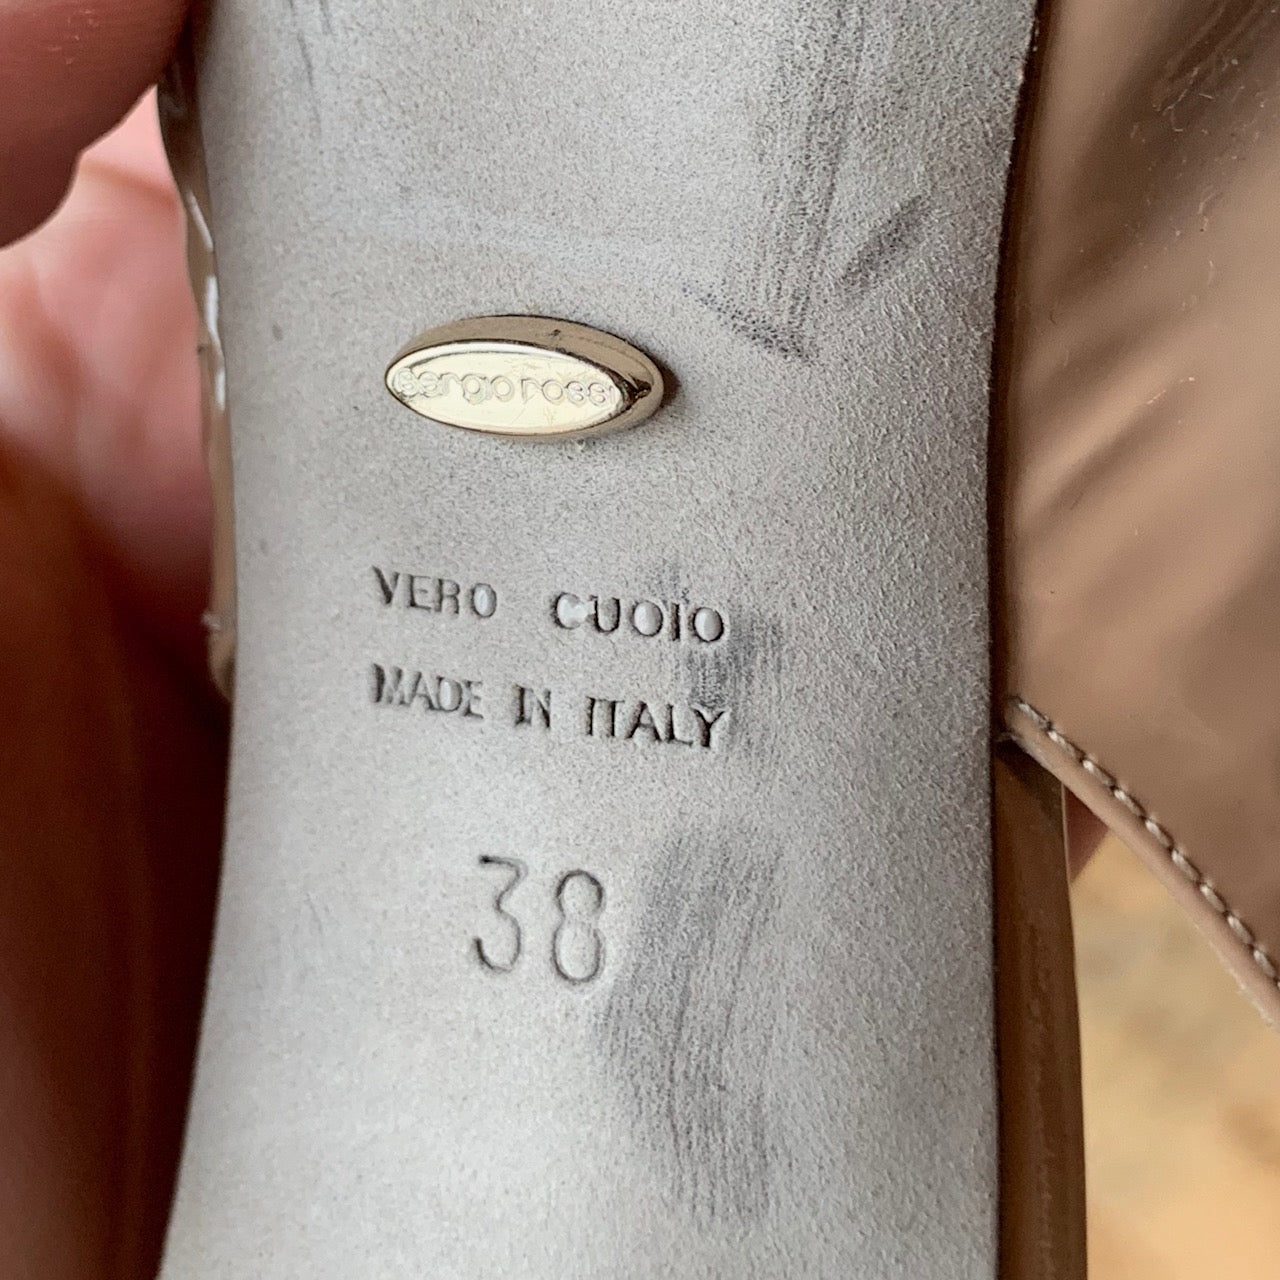 sergio rossi
VERO CUOIO
MADE IN ITALY
38